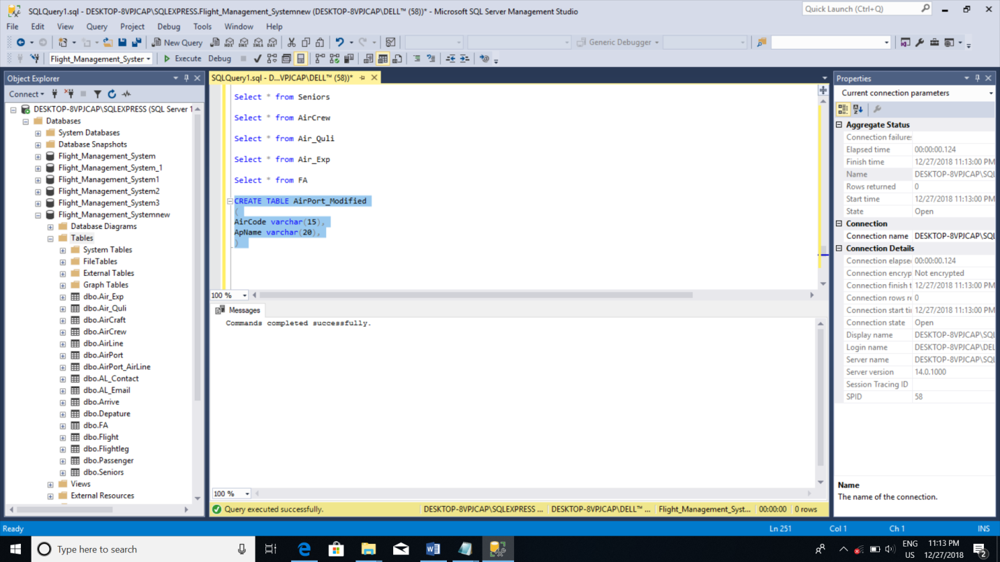 SQLQuery1.sql - DESKTOP-8VPJCAP\SQLEXPRESS.Flight_Management_Systemnew (DESKTOP-8VPJCAP\DELL™ (58))* - Microsoft SQL Server Management Studio
Quick Launch (Ctrl+Q)
File Edit View Query Project Debug Tools Window Help
New Query
MDX DMX XMLA DAX
Generic Debugger
Flight_Management_Syster
Execute Debug
Object Explorer
Connect
DESKTOP-8VPJCAP\SQLEXPRESS (SQL Server 1
Databases
System Databases
Database Snapshots
Flight_Management_System
Flight_Management_System_1
Flight_Management_System1
Flight_Management_System2
Flight_Management_System3
Flight_Management_Systemnew
Database Diagrams
Tables
System Tables
FileTables
External Tables
Graph Tables
dbo.Air_Exp
dbo.Air_Quli
dbo.AirCraft
dbo.AirCrew
dbo.AirLine
dbo.AirPort
dbo.AirPort_AirLine
dbo.AL_Contact
dbo.AL_Email
dbo.Arrive
dbo.Depature
dbo.FA
dbo.Flight
dbo.Flightleg
dbo.Passenger
dbo.Seniors
Views
External Resources
SQLQuery1.sql - D...VPJCAP\DELL™ (58))*
Select * from Seniors
Select * from AirCrew
Select * from Air_Quli
Select * from Air_Exp
Select * from FA
CREATE TABLE AirPort_Modified
(
AirCode varchar(15),
ApName varchar(20),
)
100 %
Messages
Commands completed successfully.
100 %
Query executed successfully.
DESKTOP-8VPJCAP\SQLEXPRESS ...
DESKTOP-8VPJCAP\DELL™ ...
Flight_Management_Syst...
00:00:00
0 rows
Properties
Current connection parameters
Aggregate Status
Connection failures
Elapsed time 00:00:00.124
Finish time 12/27/2018 11:13:00 PM
Name DESKTOP-8VPJCAP\SQL
Rows returned 0
Start time 12/27/2018 11:13:00 PM
State Open
Connection
Connection name DESKTOP-8VPJCAP\SQL
Connection Details
Connection elapse 00:00:00.124
Connection encryp Not encrypted
Connection finish t 12/27/2018 11:13:00 PM
Connection rows re 0
Connection start ti 12/27/2018 11:13:00 PM
Connection state Open
Display name DESKTOP-8VPJCAP\SQL
Login name DESKTOP-8VPJCAP\DEL
Server name DESKTOP-8VPJCAP\SQL
Server version 14.0.1000
Session Tracing ID
SPID 58
Name
The name of the connection.
Ready
Ln 251 Col 1 Ch 1 INS
Type here to search
ENG
US
11:13 PM
12/27/2018
2